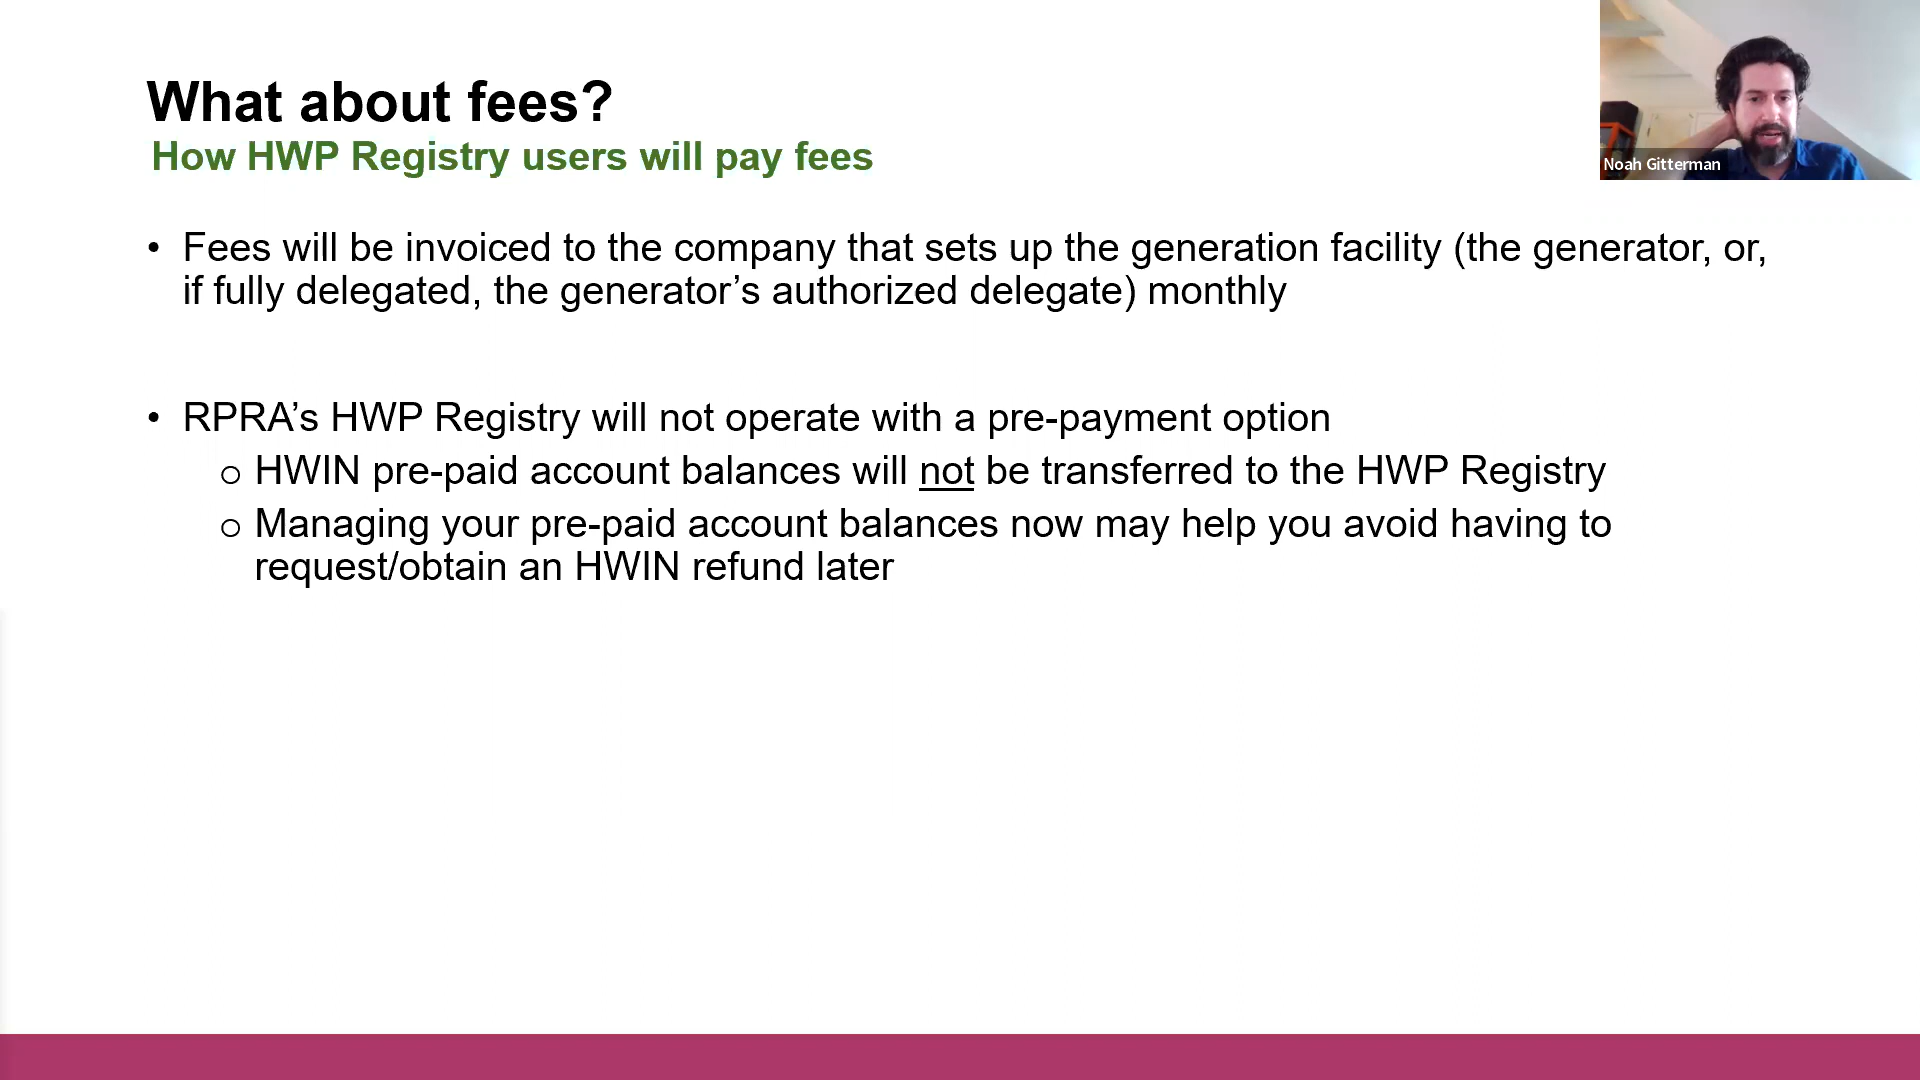 What about fees?
How HWP Registry users will pay fees
Noah Gitterman
• Fees will be invoiced to the company that sets up the generation facility (the generator, or,
if fully delegated, the generator’s authorized delegate) monthly
• RPRA’s HWP Registry will not operate with a pre-payment option
o HWIN pre-paid account balances will not be transferred to the HWP Registry
o Managing your pre-paid account balances now may help you avoid having to
request/obtain an HWIN refund later